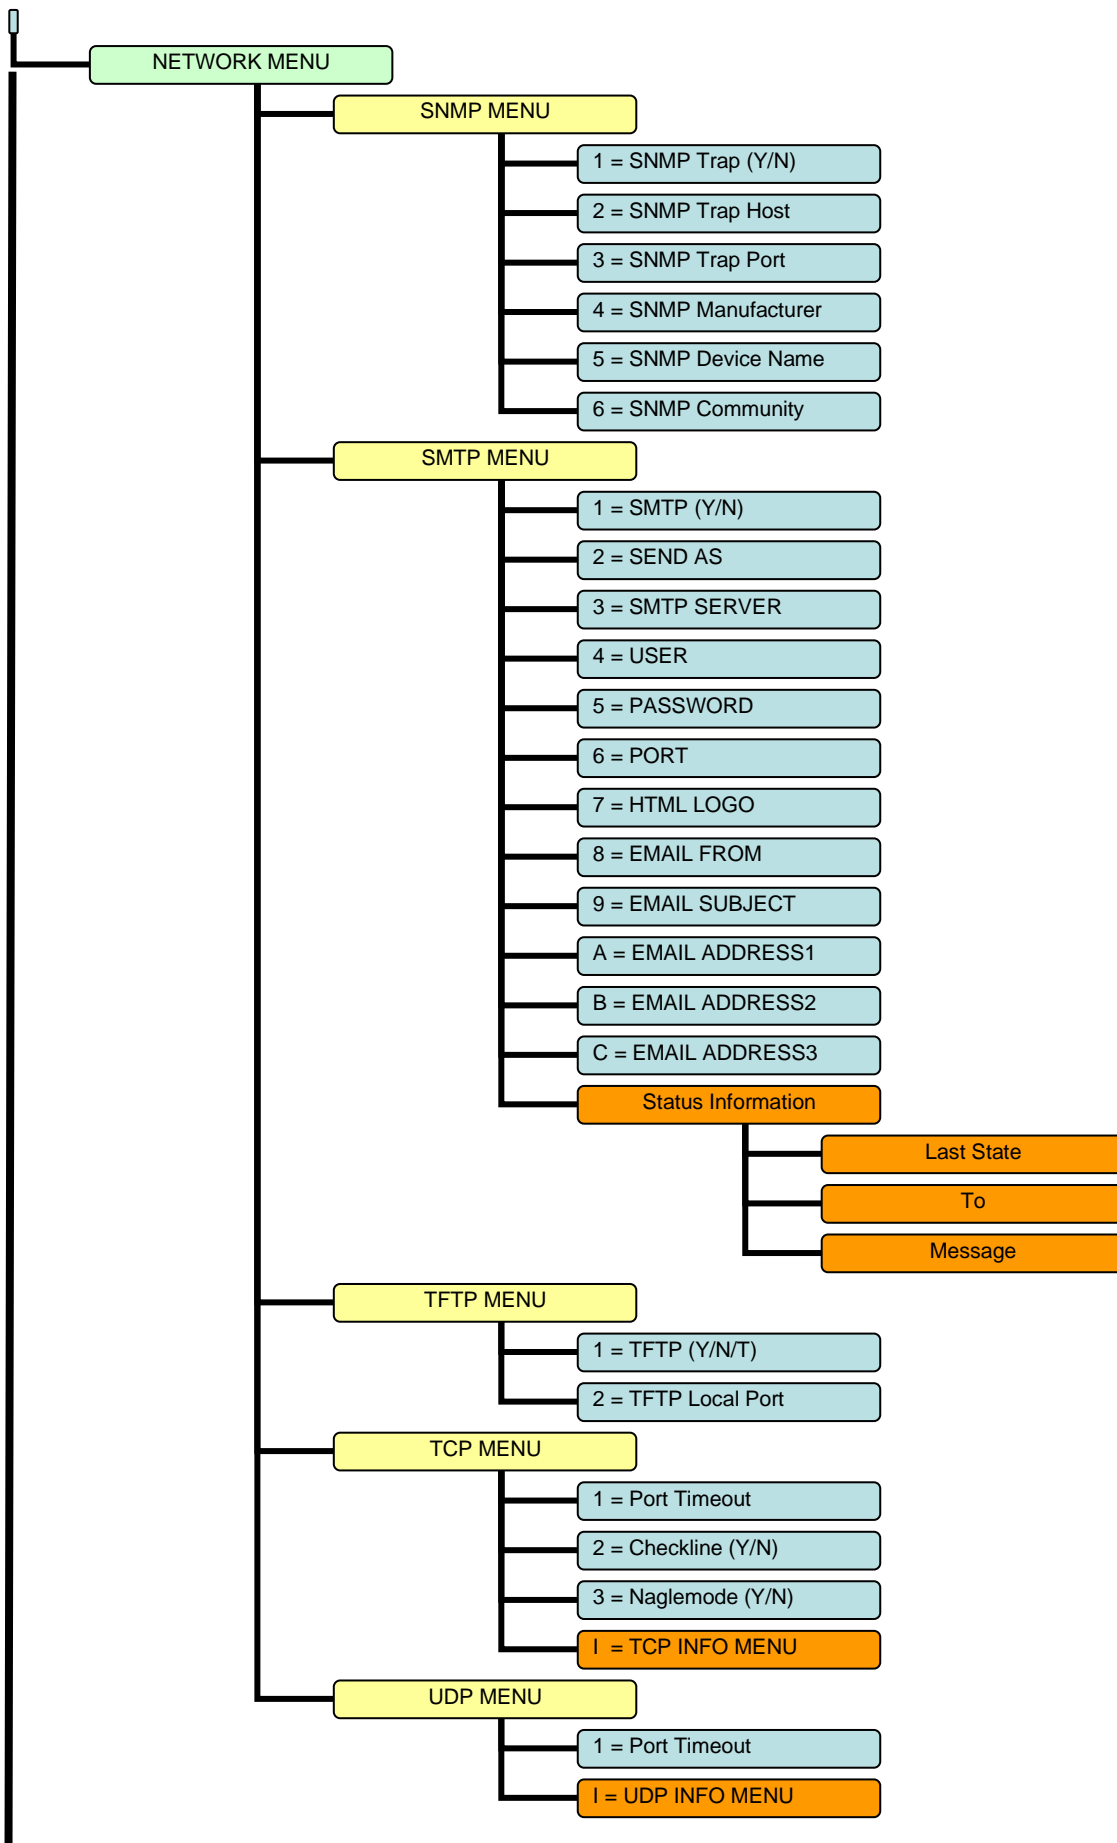 NETWORK MENU
SNMP MENU
1 = SNMP Trap (Y/N)
2 = SNMP Trap Host
3 = SNMP Trap Port
4 = SNMP Manufacturer
5 = SNMP Device Name
6 = SNMP Community
SMTP MENU
1 = SMTP (Y/N)
2 = SEND AS
3 = SMTP SERVER
4 = USER
5 = PASSWORD
6 = PORT
7 = HTML LOGO
8 = EMAIL FROM
9 = EMAIL SUBJECT
A = EMAIL ADDRESS1
B = EMAIL ADDRESS2
C = EMAIL ADDRESS3
Status Information
Last State
To
Message
TFTP MENU
1 = TFTP (Y/N/T)
2 = TFTP Local Port
TCP MENU
1 = Port Timeout
2 = Checkline (Y/N)
3 = Naglemode (Y/N)
I  = TCP INFO MENU
UDP MENU
1 = Port Timeout
I = UDP INFO MENU